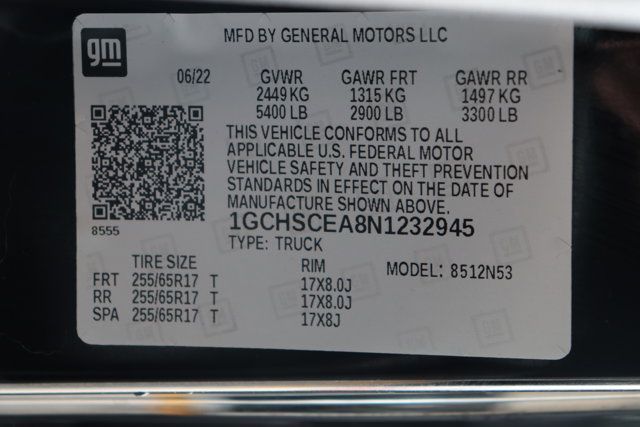 gm
MFD BY GENERAL MOTORS LLC
06/22 GVWR GAWR FRT GAWR RR
2449 KG 1315 KG 1497 KG
5400 LB 2900 LB 3300 LB
THIS VEHICLE CONFORMS TO ALL
APPLICABLE U.S. FEDERAL MOTOR
VEHICLE SAFETY AND THEFT PREVENTION
STANDARDS IN EFFECT ON THE DATE OF
MANUFACTURE SHOWN ABOVE.
8555 1GCHSCEA8N1232945
TYPE: TRUCK
TIRE SIZE RIM MODEL: 8512N53
FRT 255/65R17 T 17X8.0J
RR 255/65R17 T 17X8.0J
SPA 255/65R17 T 17X8J